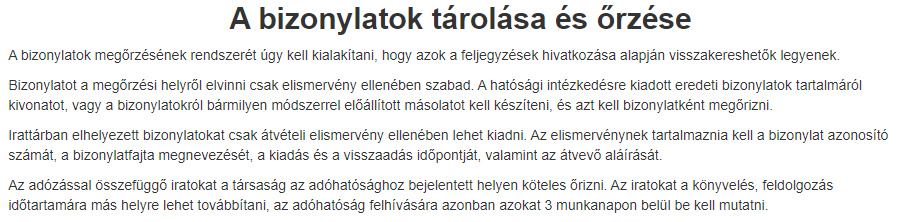 A bizonylatok tárolása és őrzése
A bizonylatok megőrzésének rendszerét úgy kell kialakítani, hogy azok a feljegyzések hivatkozása alapján visszakereshetők legyenek.
Bizonylatot a megőrzési helyről elvinni csak elismervény ellenében szabad. A hatósági intézkedésre kiadott eredeti bizonylatok tartalmáról
kivonatot, vagy a bizonylatokról bármilyen módszerrel előállított másolatot kell készíteni, és azt kell bizonylatként megőrizni.
Irattárban elhelyezett bizonylatokat csak átvételi elismervény ellenében lehet kiadni. Az elismervénynek tartalmaznia kell a bizonylat azonosító
számát, a bizonylatfajta megnevezését, a kiadás és a visszaadás időpontját, valamint az átvevő aláírását.
Az adózással összefüggő iratokat a társaság az adóhatósághoz bejelentett helyen köteles őrizni. Az iratokat a könyvelés, feldolgozás
időtartamára más helyre lehet továbbítani, az adóhatóság felhívására azonban azokat 3 munkanapon belül be kell mutatni.